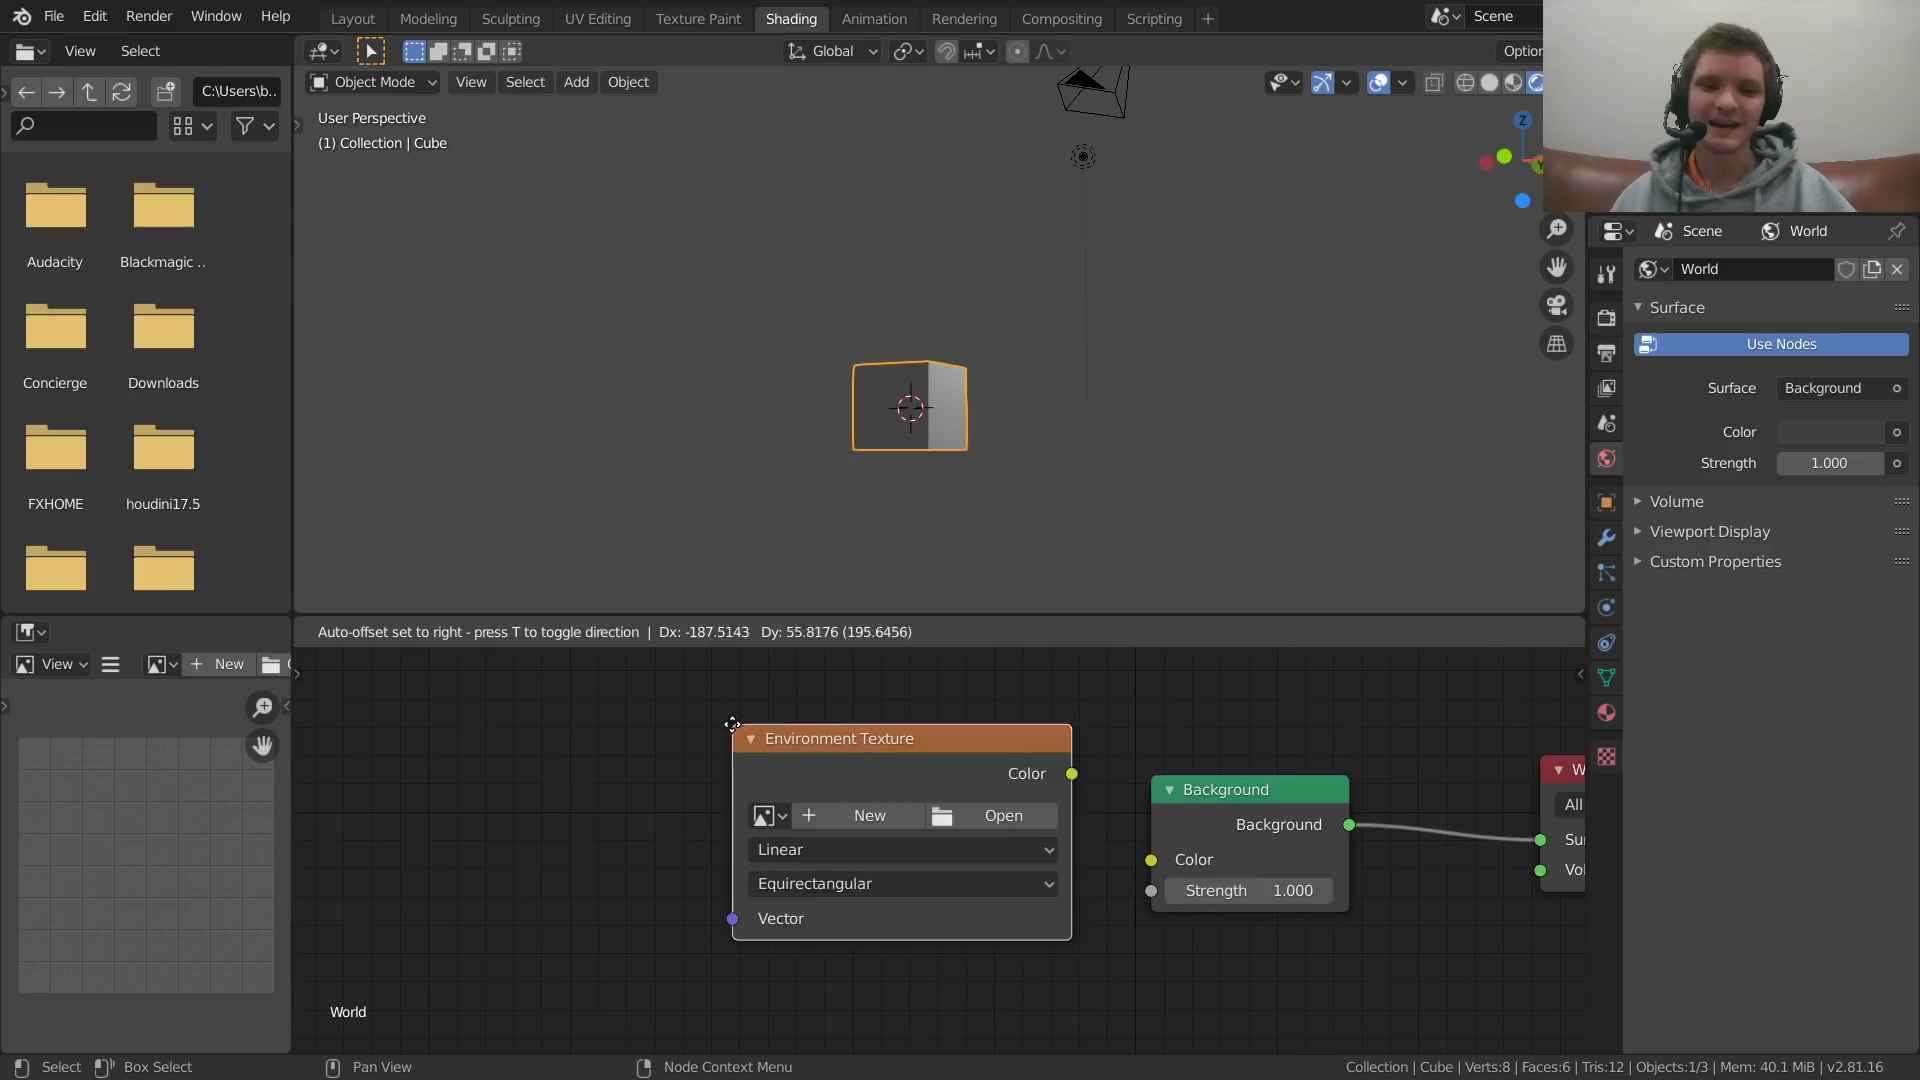 File Edit Render Window Help
Layout Modeling Sculpting UV Editing Texture Paint Shading Animation Rendering Compositing Scripting +
Scene
View Select
Global
Object Mode View Select Add Object
C:\Users\b..
User Perspective
(1) Collection | Cube
Z
Audacity Blackmagic ..
Concierge Downloads
FXHOME houdini17.5
Scene World
World
Surface
Use Nodes
Surface Background
Color
Strength 1.000
Volume
Viewport Display
Custom Properties
Auto-offset set to right - press T to toggle direction | Dx: -187.5143 Dy: 55.8176 (195.6456)
View New
Environment Texture
Color
New Open
Linear
Equirectangular
Vector
Background
Background
Color
Strength 1.000
All
World
Select Box Select Pan View Node Context Menu
Collection | Cube | Verts:8 | Faces:6 | Tris:12 | Objects:1/3 | Mem: 40.1 MiB | v2.81.16